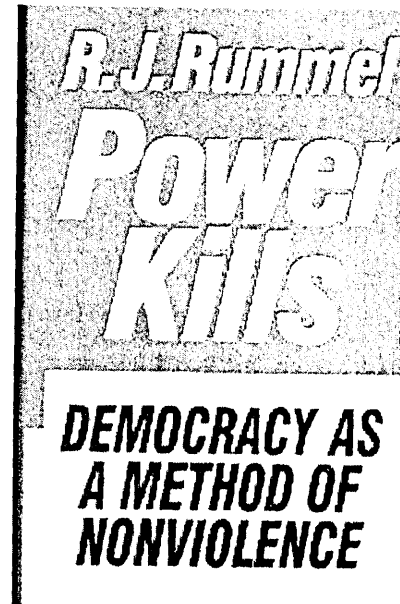 R.J. Rummel
Power
Kills
DEMOCRACY AS
A METHOD OF
NONVIOLENCE